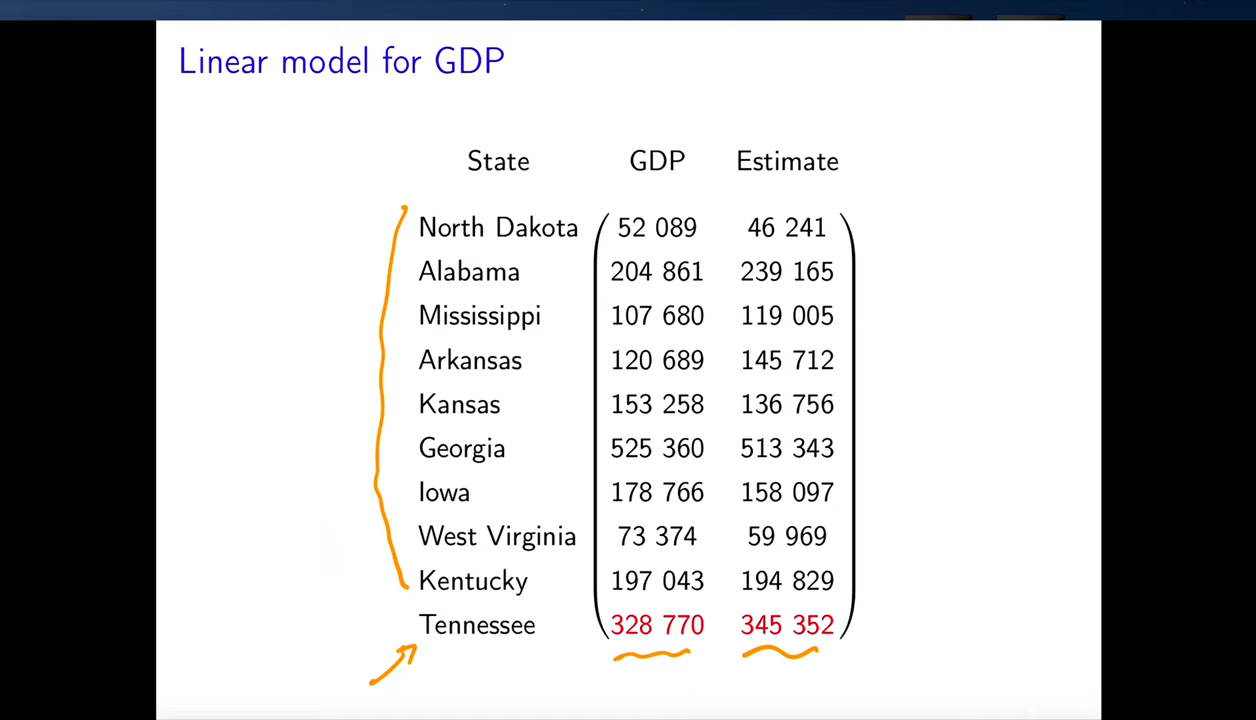 Linear model for GDP
State GDP Estimate
North Dakota 52 089 46 241
Alabama 204 861 239 165
Mississippi 107 680 119 005
Arkansas 120 689 145 712
Kansas 153 258 136 756
Georgia 525 360 513 343
Iowa 178 766 158 097
West Virginia 73 374 59 969
Kentucky 197 043 194 829
Tennessee 328 770 345 352